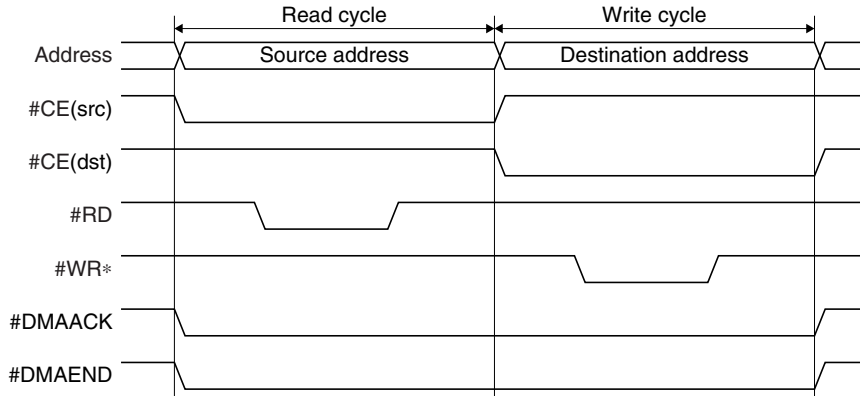 Read cycle Write cycle
Address Source address Destination address
#CE(src)
#CE(dst)
#RD
#WR*
#DMAACK
#DMAEND